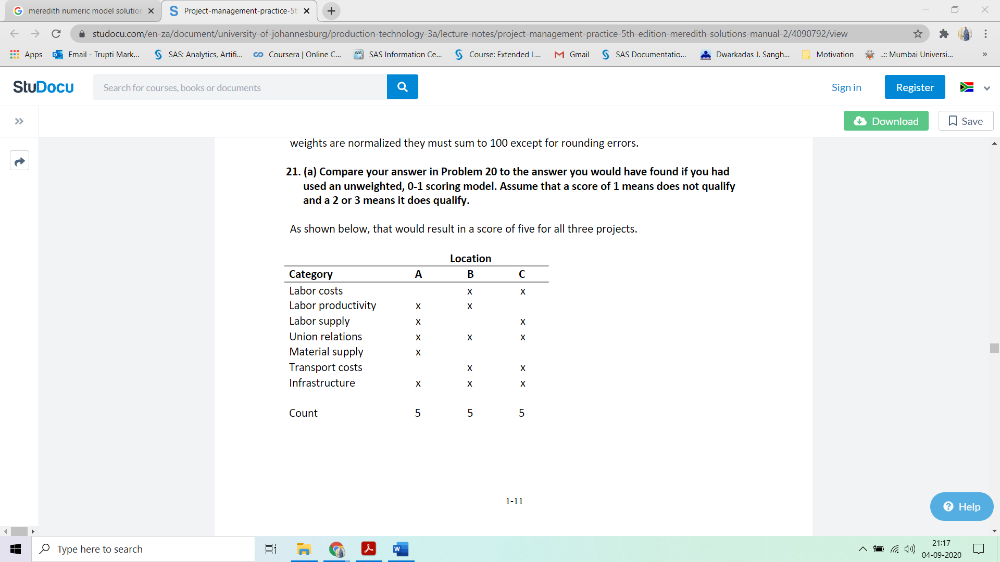 meredith numeric model solution
Project-management-practice-5t
studocu.com/en-za/document/university-of-johannesburg/production-technology-3a/lecture-notes/project-management-practice-5th-edition-meredith-solutions-manual-2/4090792/view
Apps Email - Trupti Mark... SAS: Analytics, Artifi... Coursera | Online C... SAS Information Ce... Course: Extended L... Gmail SAS Documentatio... Dwarkadas J. Sangh... Motivation ..:: Mumbai Universi... »
StuDocu Search for courses, books or documents Sign in Register
Download Save
weights are normalized they must sum to 100 except for rounding errors.
21. (a) Compare your answer in Problem 20 to the answer you would have found if you had
used an unweighted, 0-1 scoring model. Assume that a score of 1 means does not qualify
and a 2 or 3 means it does qualify.
As shown below, that would result in a score of five for all three projects.
Location
Category A B C
Labor costs x x
Labor productivity x x
Labor supply x x
Union relations x x x
Material supply x
Transport costs x x
Infrastructure x x x
Count 5 5 5
1-11
Help
Type here to search
21:17
04-09-2020